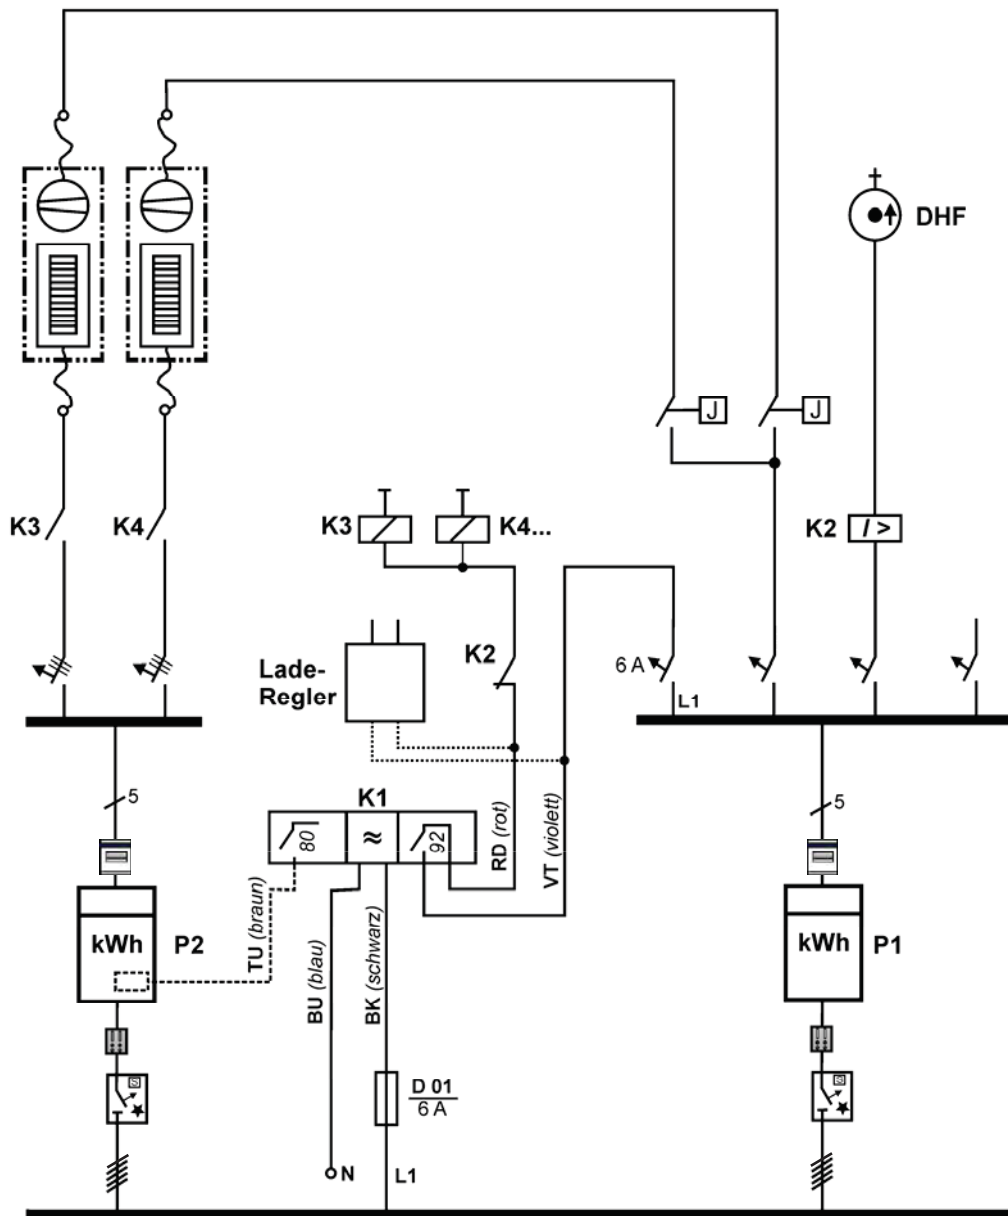 DHF
J
J
K3
K4
K3
K4...
K2
I >
Lade-
Regler
K2
6 A
L1
5
K1
80
≈
92
RD (rot)
VT (violett)
5
kWh
P2
TU (braun)
BU (blau)
BK (schwarz)
kWh
P1
S
D 01
6 A
S
N
L1